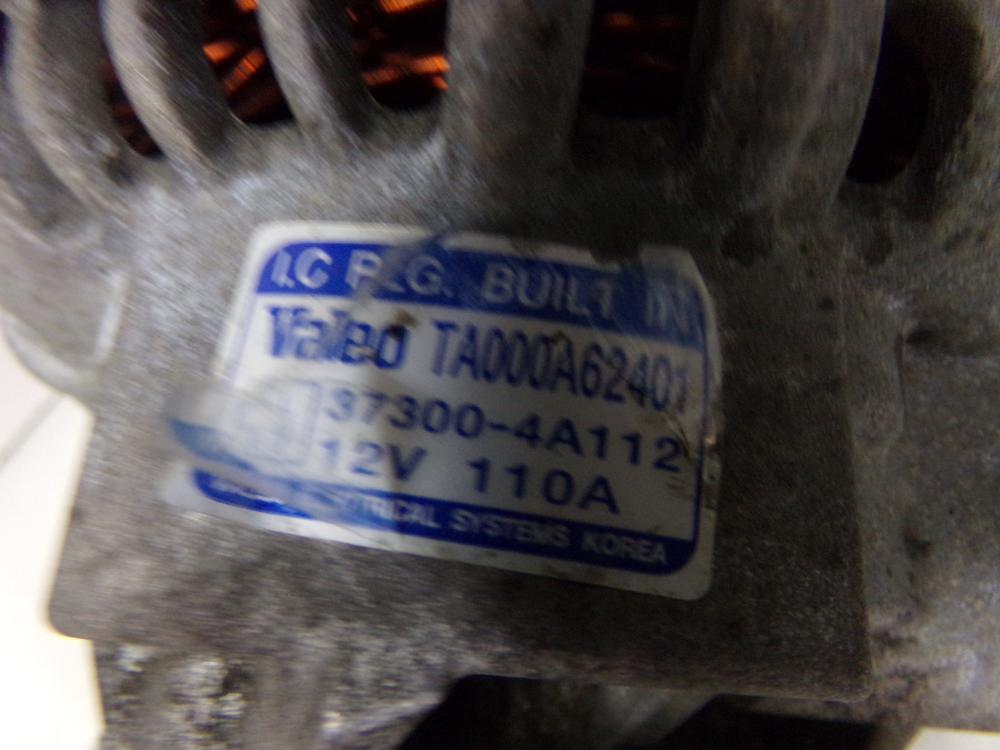 I.C REG. BUILT IN
Valeo TA000A62401
37300-4A112
12V 110A
ELECTRICAL SYSTEMS KOREA